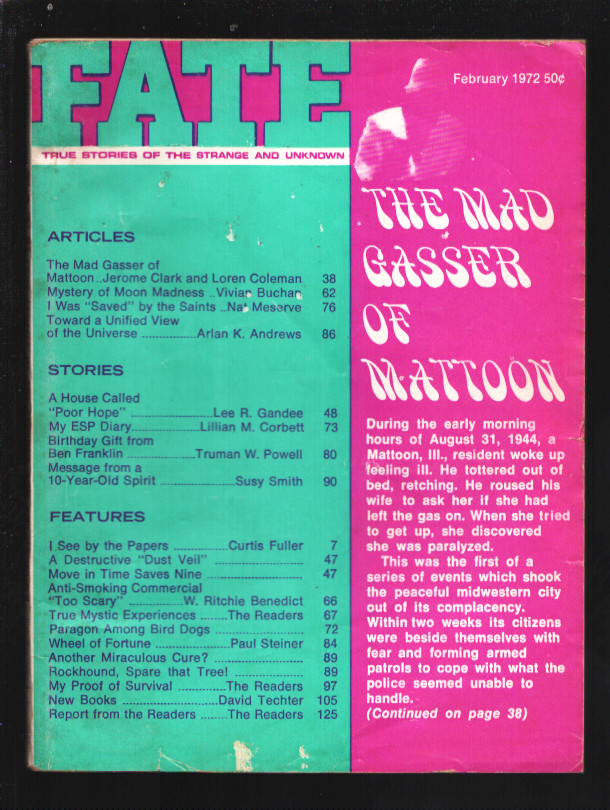 FATE
TRUE STORIES OF THE STRANGE AND UNKNOWN
ARTICLES
The Mad Gasser of
Mattoon..Jerome Clark and Loren Coleman 38
Mystery of Moon Madness ..Vivian Buchan 62
I Was "Saved" by the Saints ..Nat Meserve 76
Toward a Unified View
of the Universe ................Arlan K. Andrews 86
STORIES
A House Called
"Poor Hope" .......................Lee R. Gandee 48
My ESP Diary...................Lillian M. Corbett 73
Birthday Gift from
Ben Franklin ..................Truman W. Powell 80
Message from a
10-Year-Old Spirit ....................Susy Smith 90
FEATURES
I See by the Papers ...............Curtis Fuller 7
A Destructive "Dust Veil" ........................ 47
Move in Time Saves Nine ........................ 47
Anti-Smoking Commercial
"Too Scary" ................W. Ritchie Benedict 66
True Mystic Experiences .......The Readers 67
Paragon Among Bird Dogs ...................... 72
Wheel of Fortune ....................Paul Steiner 84
Another Miraculous Cure? ...................... 89
Rockhound, Spare that Tree! .................. 89
My Proof of Survival .............The Readers 97
New Books ..........................David Techter 105
Report from the Readers .......The Readers 125
February 1972 50¢
THE MAD
GASSER
OF
MATTOON
During the early morning
hours of August 31, 1944, a
Mattoon, Ill., resident woke up
feeling ill. He tottered out of
bed, retching. He roused his
wife to ask her if she had
left the gas on. When she tried
to get up, she discovered
she was paralyzed.
This was the first of a
series of events which shook
the peaceful midwestern city
out of its complacency.
Within two weeks its citizens
were beside themselves with
fear and forming armed
patrols to cope with what the
police seemed unable to
handle.
(Continued on page 38)